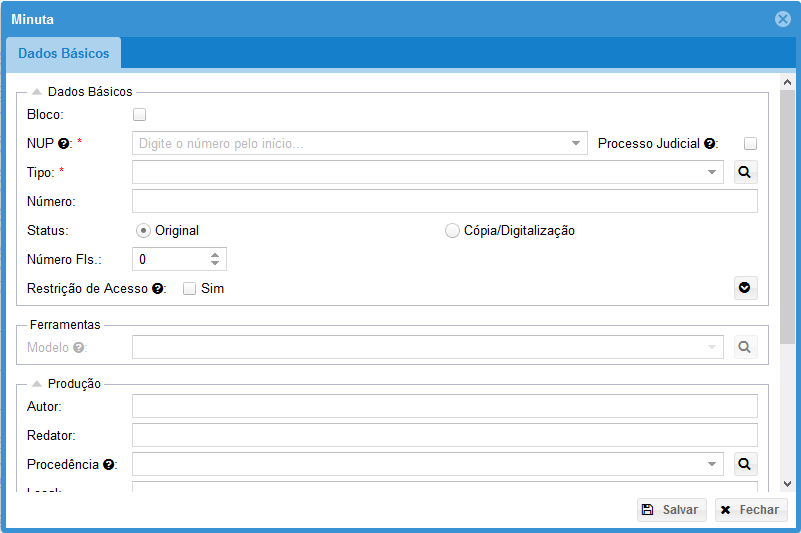 Minuta
Dados Básicos
Dados Básicos
Bloco:
NUP ?: * Digite o número pelo início... Processo Judicial ?:
Tipo: *
Número:
Status: Original Cópia/Digitalização
Número Fls.: 0
Restrição de Acesso ?: Sim
Ferramentas
Modelo ?:
Produção
Autor:
Redator:
Procedência ?:
Local:
Salvar Fechar